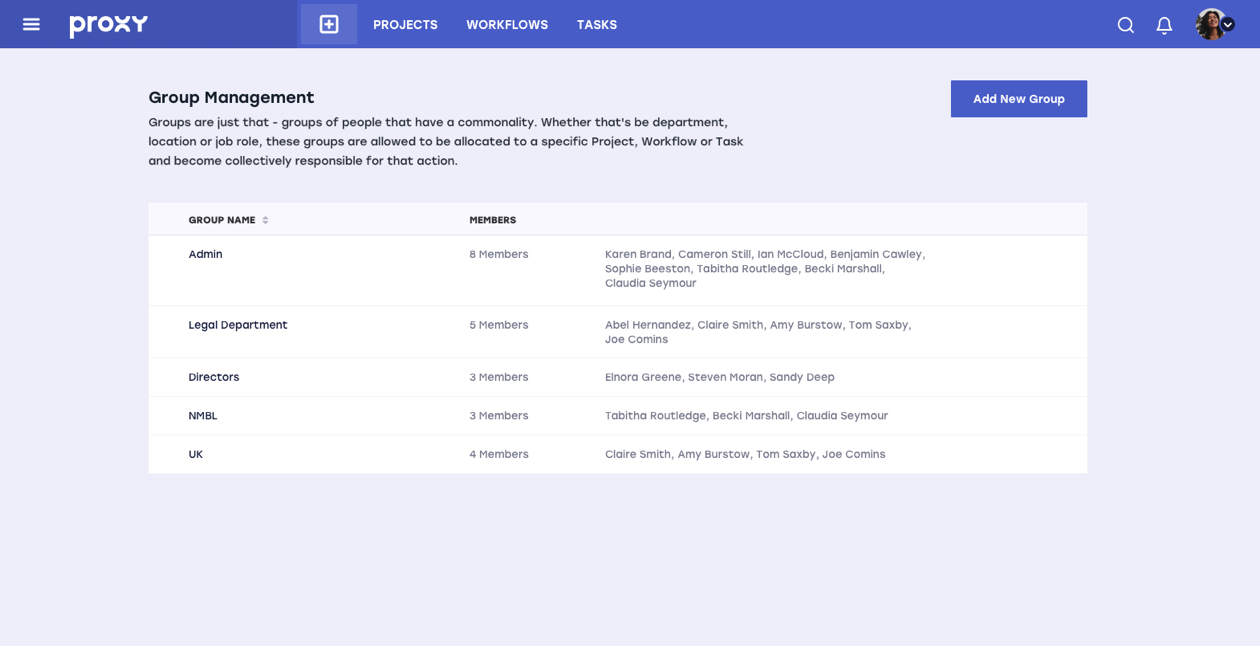 proxy
PROJECTS
WORKFLOWS
TASKS
Group Management
Add New Group
Groups are just that - groups of people that have a commonality. Whether that's be department,
location or job role, these groups are allowed to be allocated to a specific Project, Workflow or Task
and become collectively responsible for that action.
GROUP NAME
MEMBERS
Admin
8 Members
Karen Brand, Cameron Still, Ian McCloud, Benjamin Cawley,
Sophie Beeston, Tabitha Routledge, Becki Marshall,
Claudia Seymour
Legal Department
5 Members
Abel Hernandez, Claire Smith, Amy Burstow, Tom Saxby,
Joe Comins
Directors
3 Members
Elnora Greene, Steven Moran, Sandy Deep
NMBL
3 Members
Tabitha Routledge, Becki Marshall, Claudia Seymour
UK
4 Members
Claire Smith, Amy Burstow, Tom Saxby, Joe Comins